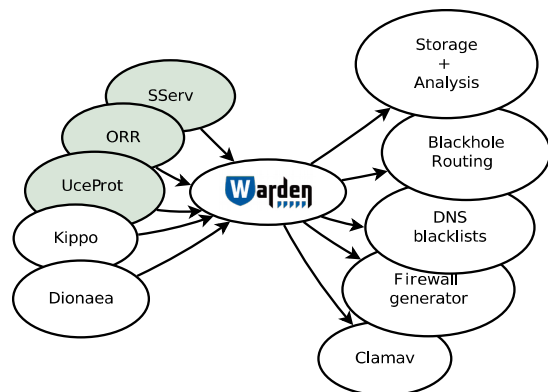 SServ
ORR
UceProt
Kippo
Dionaea
Warden
Storage
+
Analysis
Blackhole
Routing
DNS
blacklists
Firewall
generator
Clamav